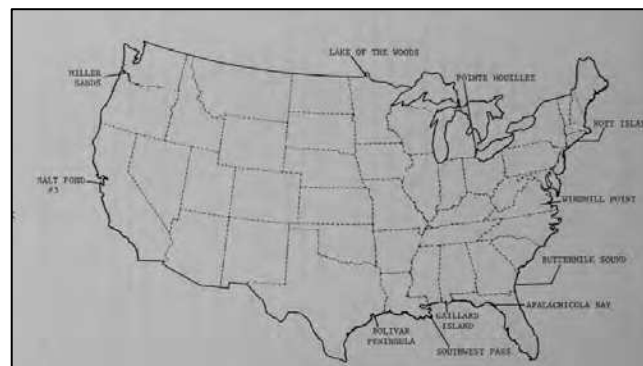 LAKE OF THE WOODS
MILLER
SANDS
POINTE MOUILLEE
NOTT ISLAND
SALT POND
#3
WINDMILL POINT
BUTTERMILK SOUND
APALACHICOLA BAY
GAILLARD
ISLAND
BOLIVAR
PENINSULA
SOUTHWEST PASS